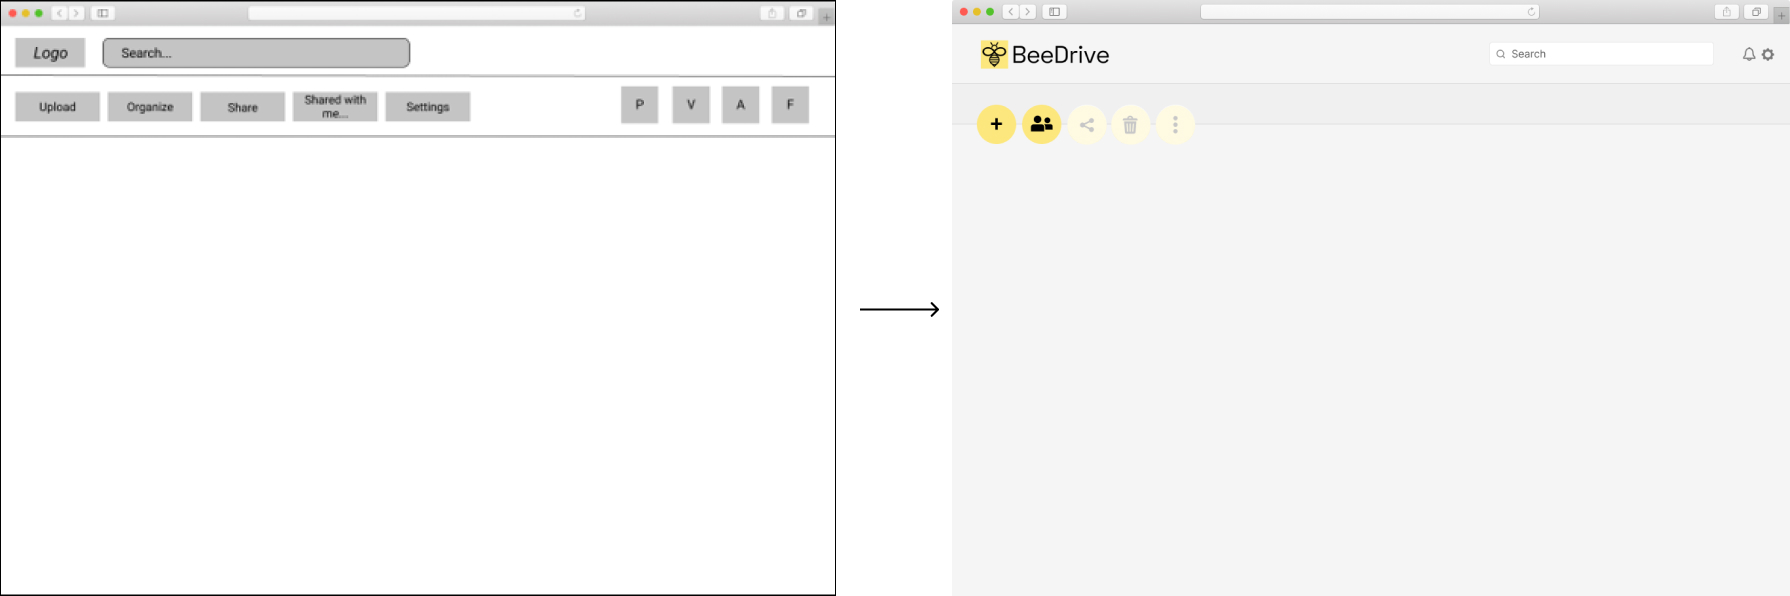 Logo
Search...
Upload
Organize
Share
Shared with
me...
Settings
P
V
A
F
BeeDrive
Search